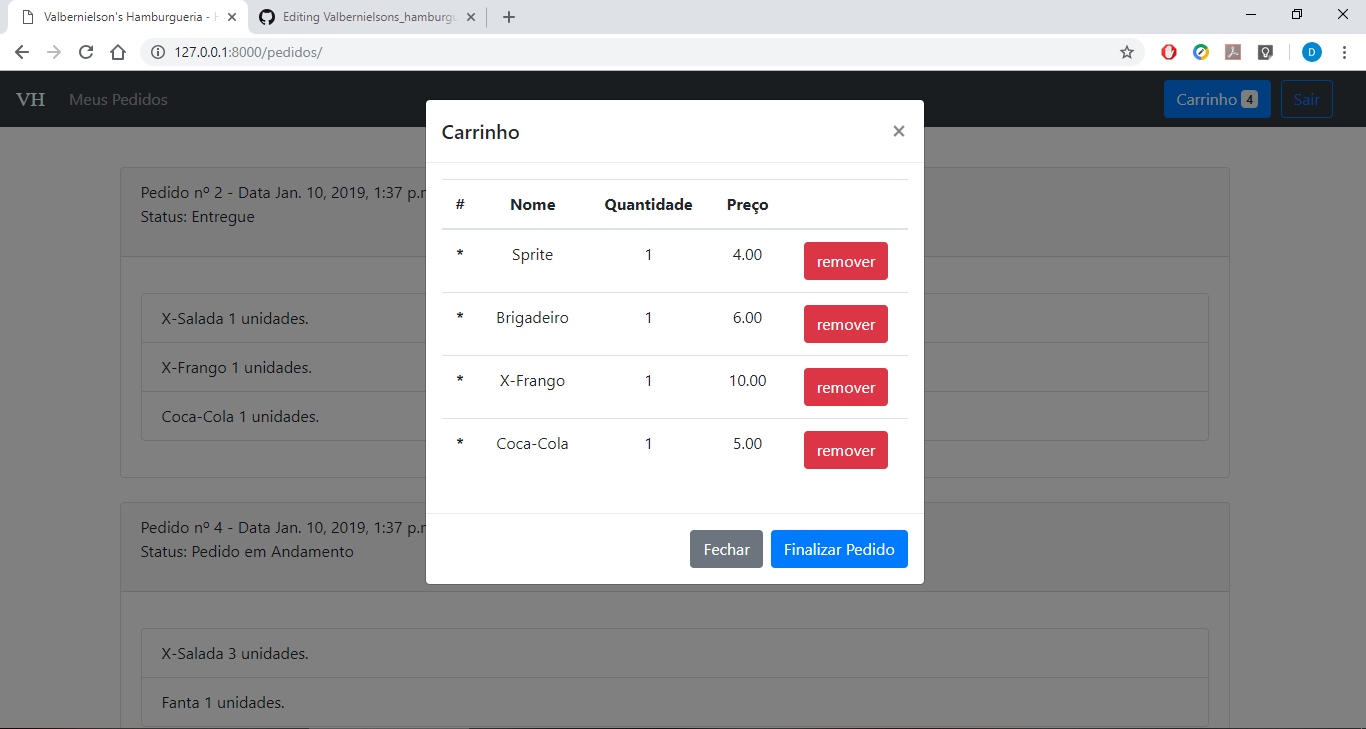 Valbernielson's Hamburgueria -
Editing Valbernielsons_hamburgu
127.0.0.1:8000/pedidos/
D
VH Meus Pedidos
Carrinho 4 Sair
Carrinho ×
# Nome Quantidade Preço
* Sprite 1 4.00 remover
* Brigadeiro 1 6.00 remover
* X-Frango 1 10.00 remover
* Coca-Cola 1 5.00 remover
Fechar Finalizar Pedido
Pedido nº 2 - Data Jan. 10, 2019, 1:37 p.
Status: Entregue
X-Salada 1 unidades.
X-Frango 1 unidades.
Coca-Cola 1 unidades.
Pedido nº 4 - Data Jan. 10, 2019, 1:37 p.
Status: Pedido em Andamento
X-Salada 3 unidades.
Fanta 1 unidades.